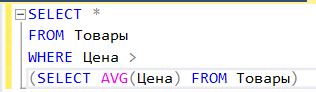 SELECT *
FROM Товары
WHERE Цена >
(SELECT AVG(Цена) FROM Товары)